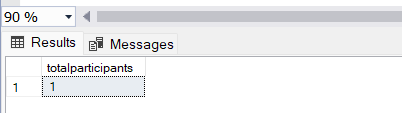 90 %
Results Messages
totalparticipants
1 1